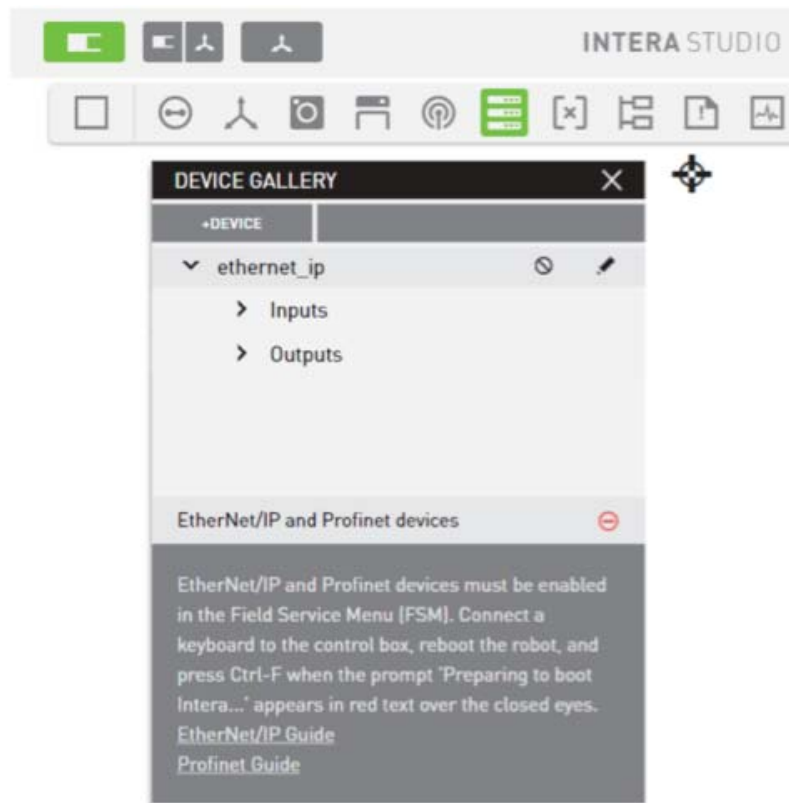 INTERA STUDIO
DEVICE GALLERY
+DEVICE
ethernet_ip
Inputs
Outputs
EtherNet/IP and Profinet devices
EtherNet/IP and Profinet devices must be enabled
in the Field Service Menu (FSM). Connect a
keyboard to the control box, reboot the robot, and
press Ctrl-F when the prompt 'Preparing to boot
Intera...' appears in red text over the closed eyes.
EtherNet/IP Guide
Profinet Guide